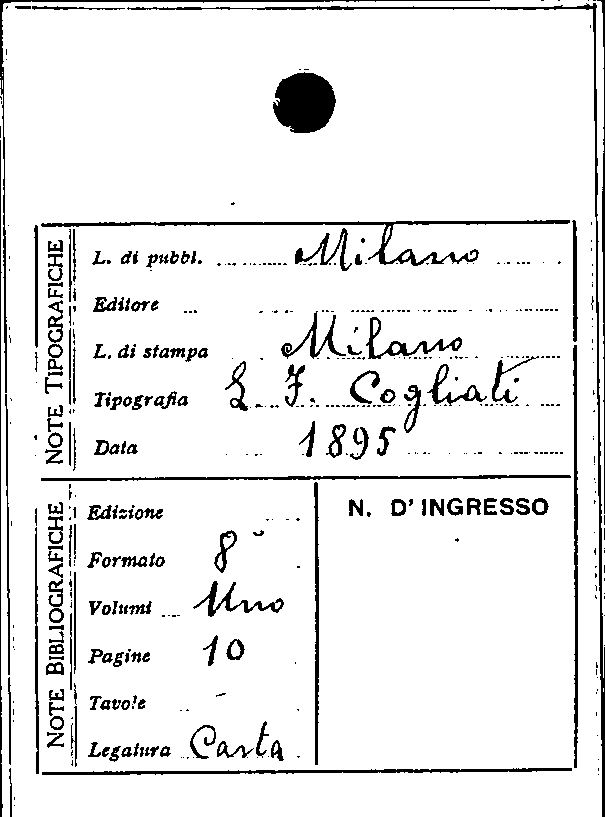 NOTE TIPOGRAFICHE
L. di pubbl. Milano
Editore
L. di stampa Milano
Tipografia L. F. Cogliati
Data 1895
NOTE BIBLIOGRAFICHE
Edizione
Formato 8°
Volumi Uno
Pagine 10
Tavole -
Legatura Carta
N. D'INGRESSO